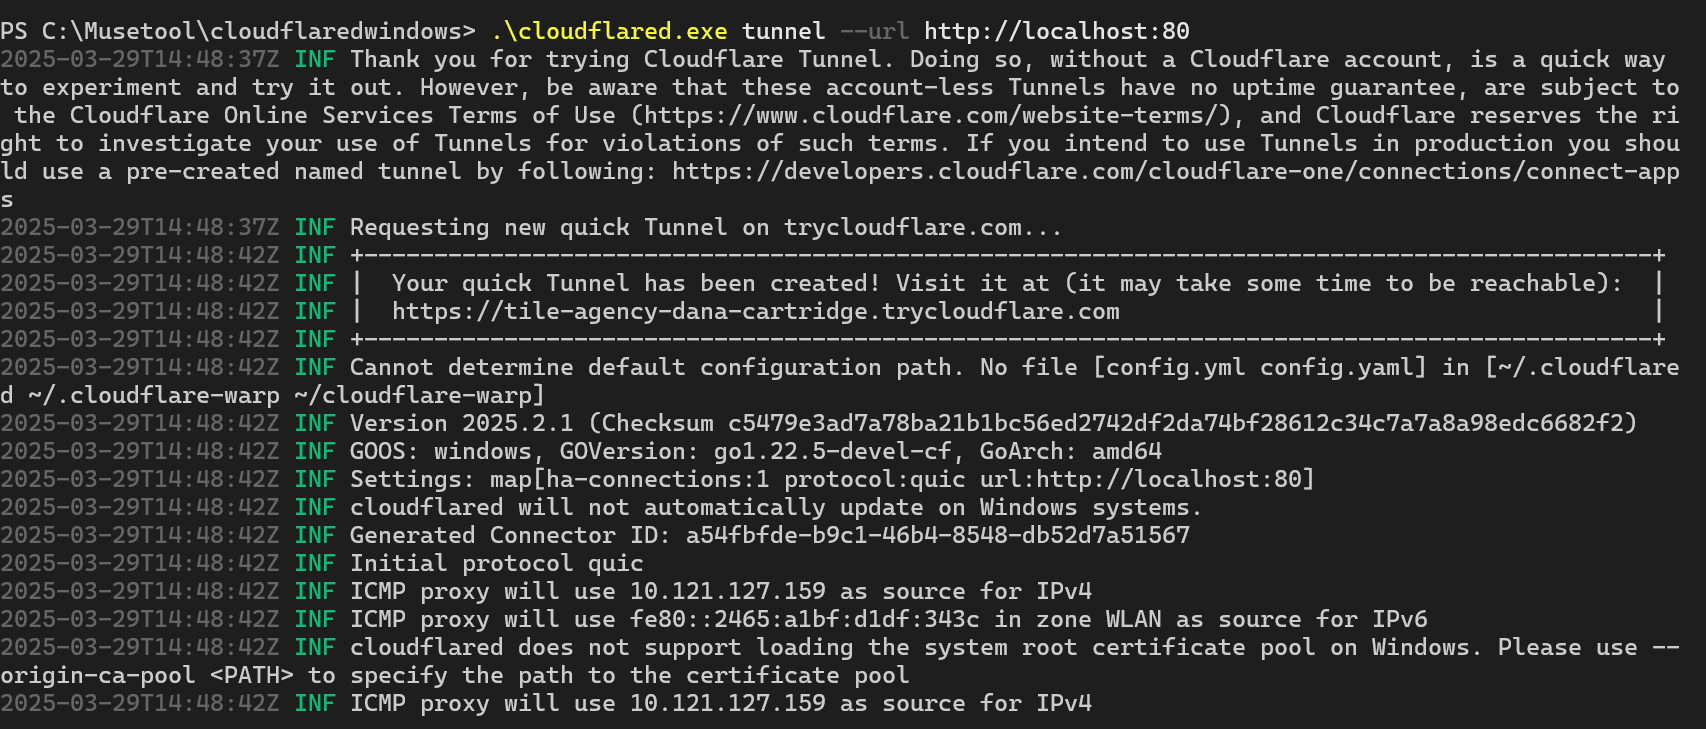 PS C:\Musetool\cloudflaredwindows> .\cloudflared.exe tunnel --url http://localhost:80
2025-03-29T14:48:37Z INF Thank you for trying Cloudflare Tunnel. Doing so, without a Cloudflare account, is a quick way
to experiment and try it out. However, be aware that these account-less Tunnels have no uptime guarantee, are subject to
 the Cloudflare Online Services Terms of Use (https://www.cloudflare.com/website-terms/), and Cloudflare reserves the ri
ght to investigate your use of Tunnels for violations of such terms. If you intend to use Tunnels in production you shou
ld use a pre-created named tunnel by following: https://developers.cloudflare.com/cloudflare-one/connections/connect-app
s
2025-03-29T14:48:37Z INF Requesting new quick Tunnel on trycloudflare.com...
2025-03-29T14:48:42Z INF +--------------------------------------------------------------------------------------------+
2025-03-29T14:48:42Z INF |  Your quick Tunnel has been created! Visit it at (it may take some time to be reachable):  |
2025-03-29T14:48:42Z INF |  https://tile-agency-dana-cartridge.trycloudflare.com                                      |
2025-03-29T14:48:42Z INF +--------------------------------------------------------------------------------------------+
2025-03-29T14:48:42Z INF Cannot determine default configuration path. No file [config.yml config.yaml] in [~/.cloudflare
d ~/.cloudflare-warp ~/cloudflare-warp]
2025-03-29T14:48:42Z INF Version 2025.2.1 (Checksum c5479e3ad7a78ba21b1bc56ed2742df2da74bf28612c34c7a7a8a98edc6682f2)
2025-03-29T14:48:42Z INF GOOS: windows, GOVersion: go1.22.5-devel-cf, GoArch: amd64
2025-03-29T14:48:42Z INF Settings: map[ha-connections:1 protocol:quic url:http://localhost:80]
2025-03-29T14:48:42Z INF cloudflared will not automatically update on Windows systems.
2025-03-29T14:48:42Z INF Generated Connector ID: a54fbfde-b9c1-46b4-8548-db52d7a51567
2025-03-29T14:48:42Z INF Initial protocol quic
2025-03-29T14:48:42Z INF ICMP proxy will use 10.121.127.159 as source for IPv4
2025-03-29T14:48:42Z INF ICMP proxy will use fe80::2465:a1bf:d1df:343c in zone WLAN as source for IPv6
2025-03-29T14:48:42Z INF cloudflared does not support loading the system root certificate pool on Windows. Please use --
origin-ca-pool <PATH> to specify the path to the certificate pool
2025-03-29T14:48:42Z INF ICMP proxy will use 10.121.127.159 as source for IPv4